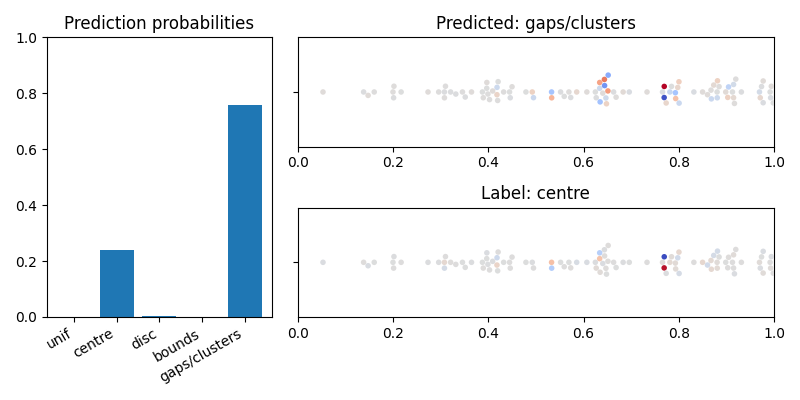 Prediction probabilities
1.0
0.8
0.6
0.4
0.2
0.0
unif
centre
disc
bounds
gaps/clusters
Predicted: gaps/clusters
0.0 0.2 0.4 0.6 0.8 1.0
Label: centre
0.0 0.2 0.4 0.6 0.8 1.0